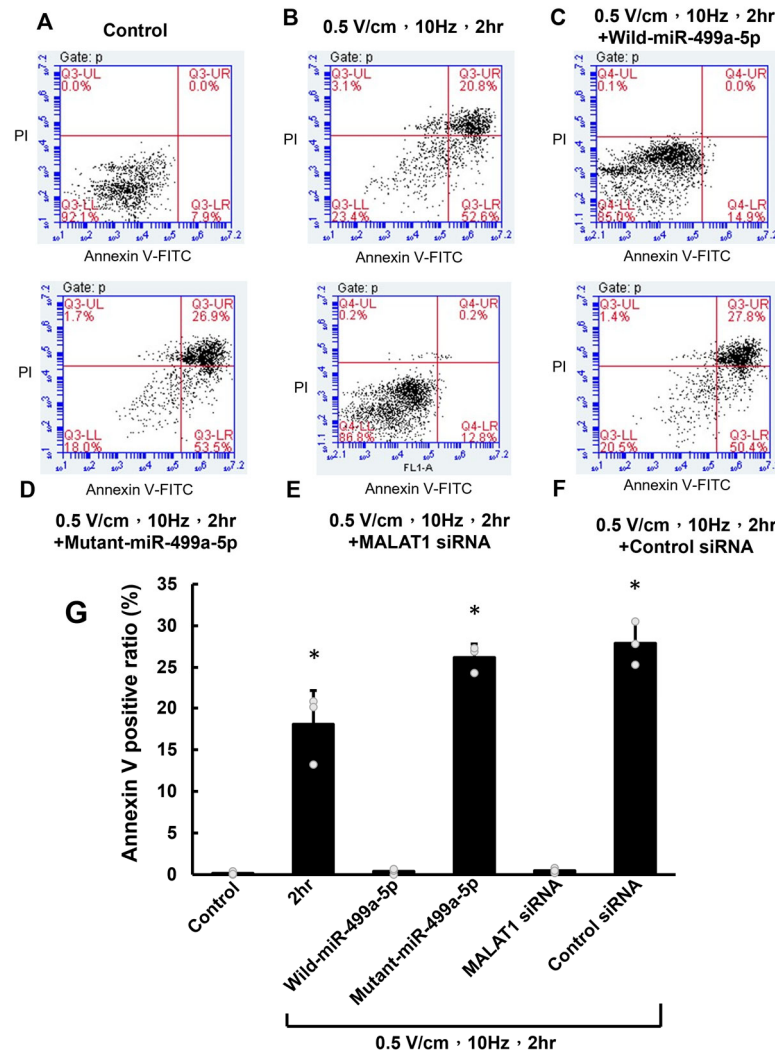 A
Control
B
0.5 V/cm，10Hz，2hr
C
0.5 V/cm，10Hz，2hr
+Wild-miR-499a-5p
Gate: p
Q3-UL
0.0%
Q3-UR
0.0%
Q3-LL
92.1%
Q3-LR
7.9%
PI
Annexin V-FITC
Gate: p
Q3-UL
3.1%
Q3-UR
20.8%
Q3-LL
23.4%
Q3-LR
52.6%
PI
Annexin V-FITC
Gate: p
Q4-UL
0.1%
Q4-UR
0.0%
Q4-LL
85.0%
Q4-LR
14.9%
PI
Annexin V-FITC
Gate: p
Q3-UL
1.7%
Q3-UR
26.9%
Q3-LL
18.0%
Q3-LR
53.5%
PI
Annexin V-FITC
Gate: p
Q4-UL
0.2%
Q4-UR
0.2%
Q4-LL
86.8%
Q4-LR
12.8%
PI
FL1-A
Annexin V-FITC
Gate: p
Q3-UL
1.4%
Q3-UR
27.8%
Q3-LL
20.5%
Q3-LR
50.4%
PI
Annexin V-FITC
D
0.5 V/cm，10Hz，2hr
+Mutant-miR-499a-5p
E
0.5 V/cm，10Hz，2hr
+MALAT1 siRNA
F
0.5 V/cm，10Hz，2hr
+Control siRNA
G
Annexin V positive ratio (%)
35
30
25
20
15
10
5
0
*
*
*
Control
2hr
Wild-miR-499a-5p
Mutant-miR-499a-5p
MALAT1 siRNA
Control siRNA
0.5 V/cm，10Hz，2hr